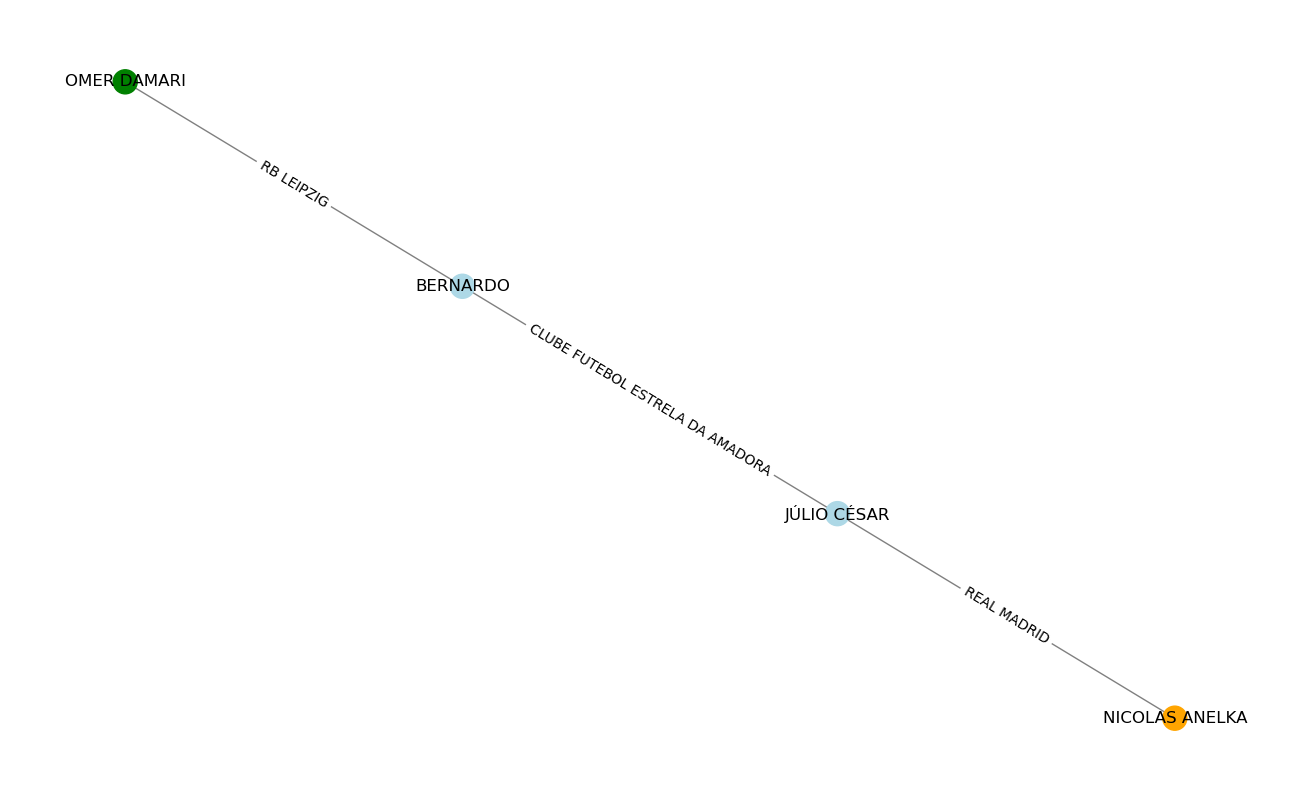 OMER DAMARI
RB LEIPZIG
BERNARDO
CLUBE FUTEBOL ESTRELA DA AMADORA
JÚLIO CÉSAR
REAL MADRID
NICOLAS ANELKA